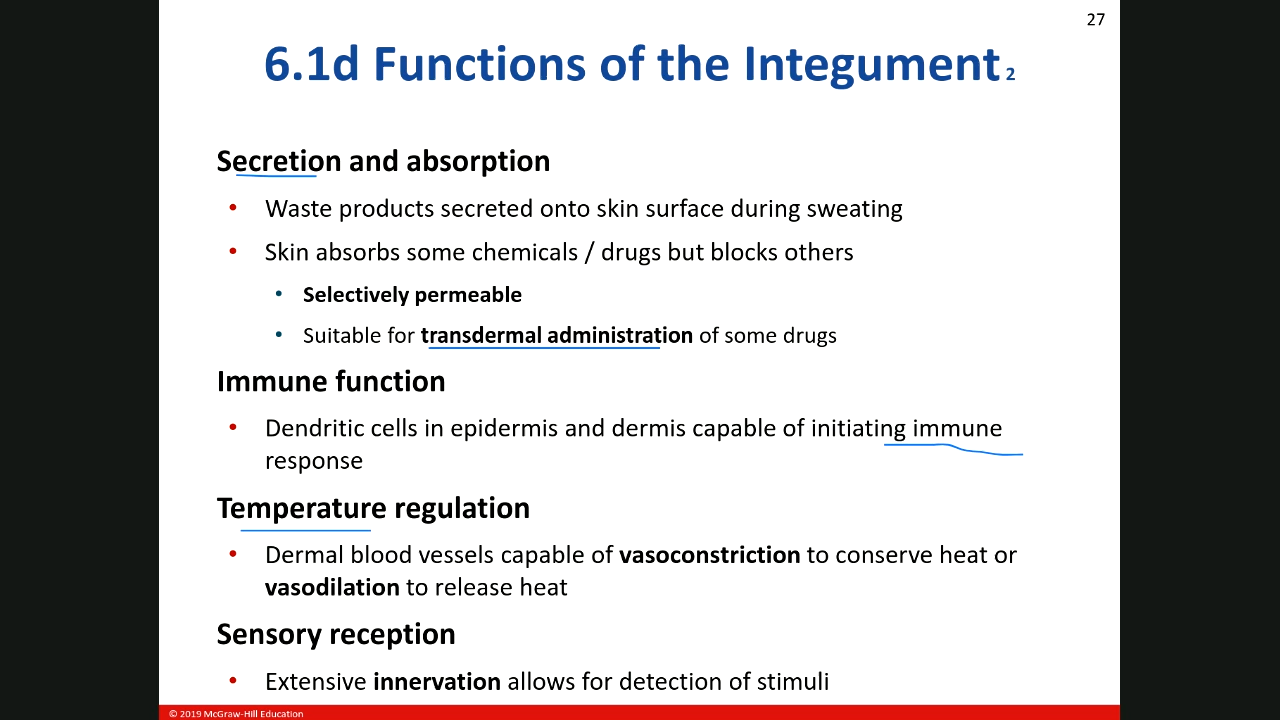 27
6.1d Functions of the Integument 2
Secretion and absorption
• Waste products secreted onto skin surface during sweating
• Skin absorbs some chemicals / drugs but blocks others
• Selectively permeable
• Suitable for transdermal administration of some drugs
Immune function
• Dendritic cells in epidermis and dermis capable of initiating immune
response
Temperature regulation
• Dermal blood vessels capable of vasoconstriction to conserve heat or
vasodilation to release heat
Sensory reception
• Extensive innervation allows for detection of stimuli
© 2019 McGraw-Hill Education